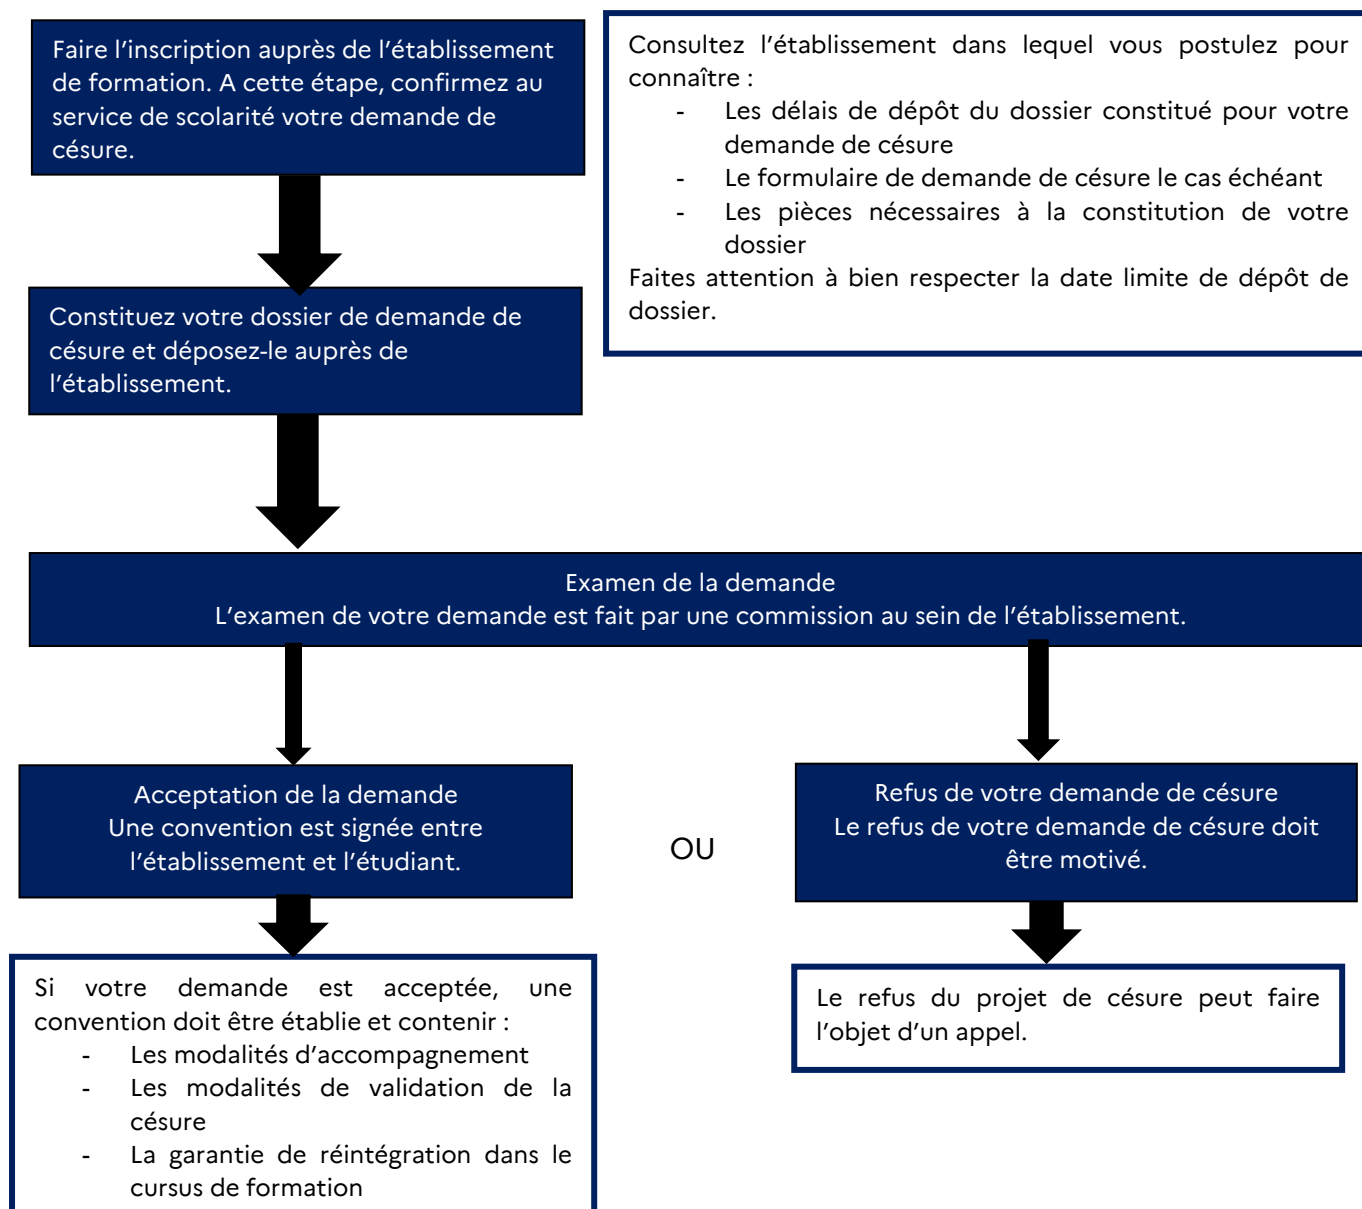 Faire l’inscription auprès de l’établissement
de formation. A cette étape, confirmez au
service de scolarité votre demande de
césure.
Consultez l’établissement dans lequel vous postulez pour
connaître :
- Les délais de dépôt du dossier constitué pour votre
demande de césure
- Le formulaire de demande de césure le cas échéant
- Les pièces nécessaires à la constitution de votre
dossier
Faites attention à bien respecter la date limite de dépôt de
dossier.
Constituez votre dossier de demande de
césure et déposez-le auprès de
l’établissement.
Examen de la demande
L’examen de votre demande est fait par une commission au sein de l’établissement.
Acceptation de la demande
Une convention est signée entre
l’établissement et l’étudiant.
OU
Refus de votre demande de césure
Le refus de votre demande de césure doit
être motivé.
Si votre demande est acceptée, une
convention doit être établie et contenir :
- Les modalités d’accompagnement
- Les modalités de validation de la
césure
- La garantie de réintégration dans le
cursus de formation
Le refus du projet de césure peut faire
l’objet d’un appel.